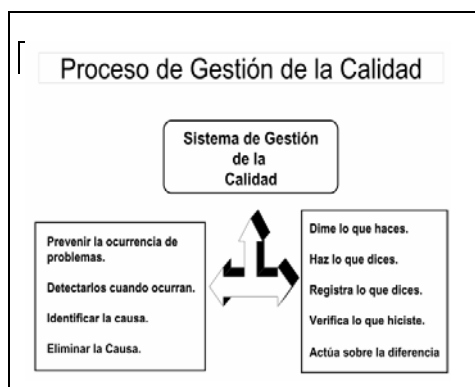 Proceso de Gestión de la Calidad
Sistema de Gestión
de la
Calidad
Prevenir la ocurrencia de
problemas.
Detectarlos cuando ocurran.
Identificar la causa.
Eliminar la Causa.
Dime lo que haces.
Haz lo que dices.
Registra lo que dices.
Verifica lo que hiciste.
Actúa sobre la diferencia